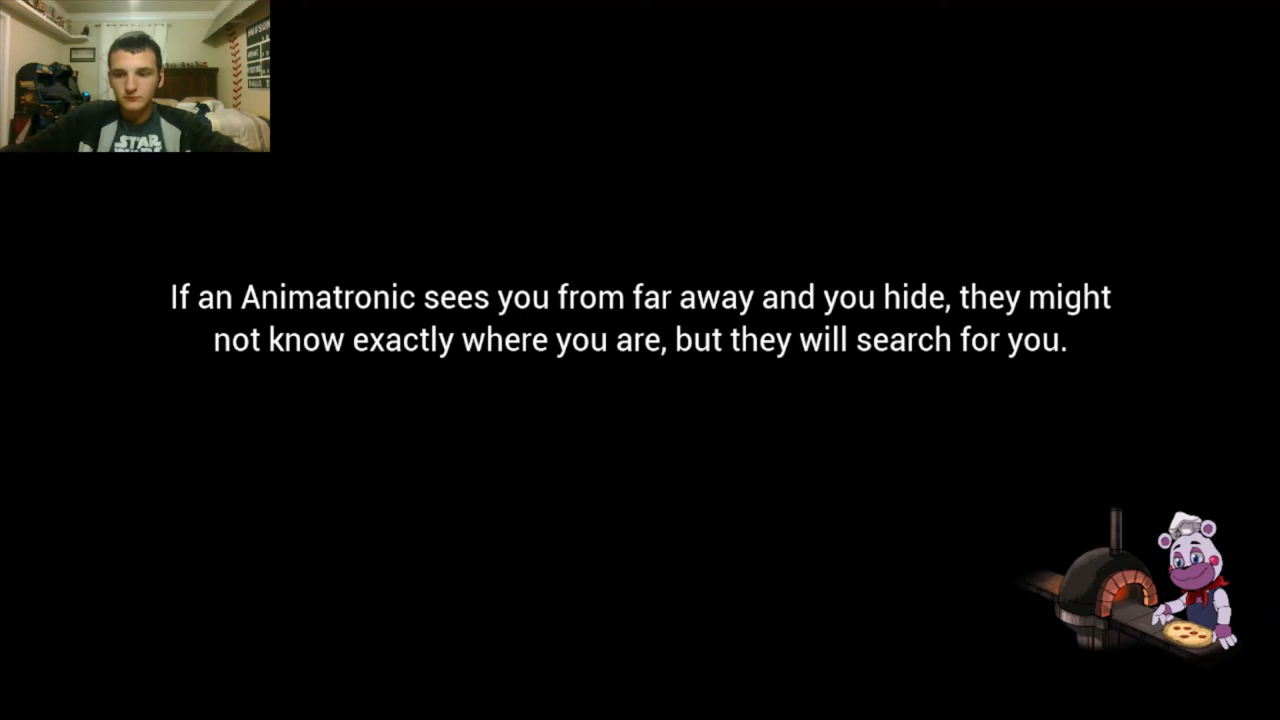 STAR
If an Animatronic sees you from far away and you hide, they might
not know exactly where you are, but they will search for you.